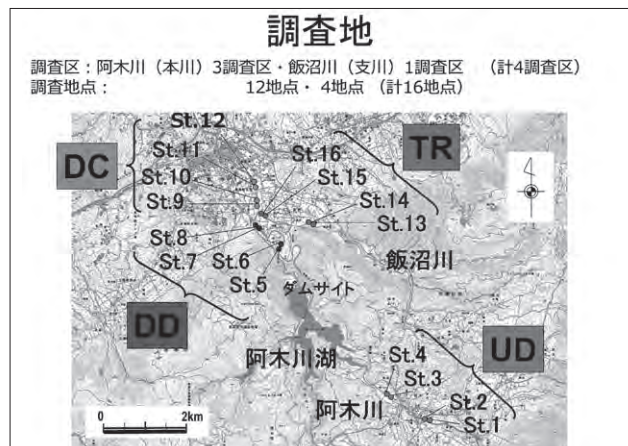 調査地
調査区：阿木川（本川）3調査区・飯沼川（支川）1調査区　（計4調査区）
調査地点：　12地点・ 4地点 （計16地点）
St.12
DC
St.11
St.10
St.9
St.16
St.15
TR
St.14
St.13
St.8
St.7
St.6
St.5
飯沼川
ダムサイト
DD
阿木川湖
UD
St.4
St.3
阿木川
St.2
St.1
0
2km